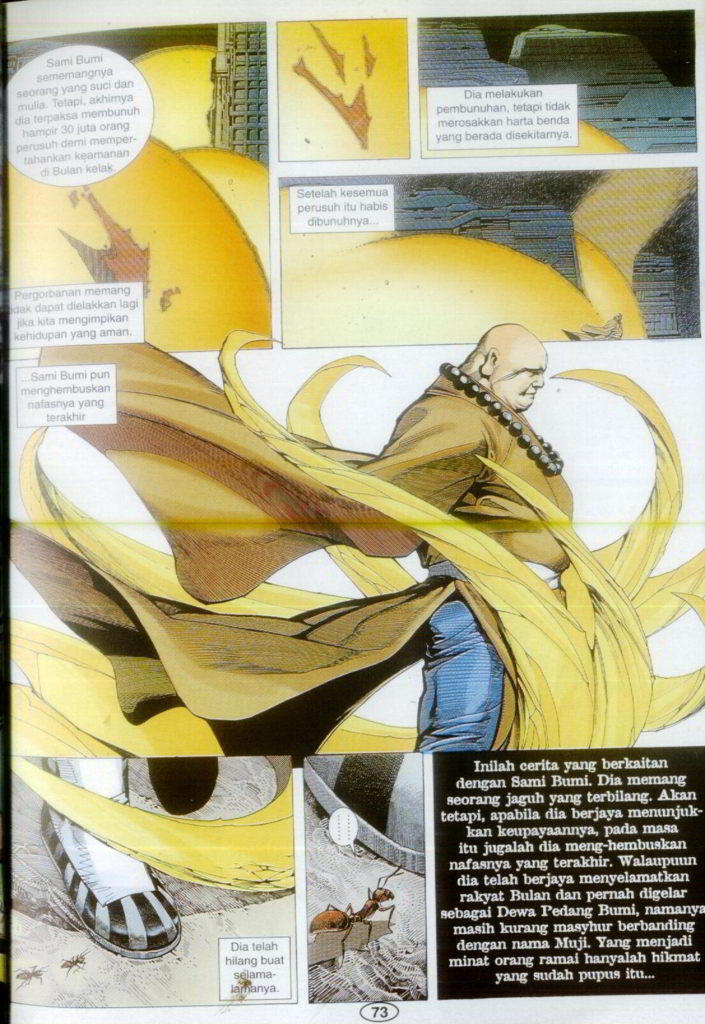 Sami Bumi
sememangnya
seorang yang suci dan
mulia. Tetapi, akhirnya
dia terpaksa membunuh
hampir 30 juta orang
perusuh demi memper-
tahankan keamanan
di Bulan kelak.
Pergorbanan memang
tidak dapat dielakkan lagi
jika kita mengimpikan
kehidupan yang aman.
Dia melakukan
pembunuhan, tetapi tidak
merosakkan harta benda
yang berada disekitarnya.
Setelah kesemua
perusuh itu habis
dibunuhnya...
...Sami Bumi pun
menghembuskan
nafasnya yang
terakhir
Dia telah
hilang buat
selama-
lamanya.
......
Inilah cerita yang berkaitan
dengan Sami Bumi. Dia memang
seorang jaguh yang terbilang. Akan
tetapi, apabila dia berjaya menunjuk-
kan keupayaannya, pada masa
itu jugalah dia meng-hembuskan
nafasnya yang terakhir. Walaupuun
dia telah berjaya menyelamatkan
rakyat Bulan dan pernah digelar
sebagai Dewa Pedang Bumi, namanya
masih kurang masyhur berbanding
dengan nama Muji. Yang menjadi
minat orang ramai hanyalah hikmat
yang sudah pupus itu...
73